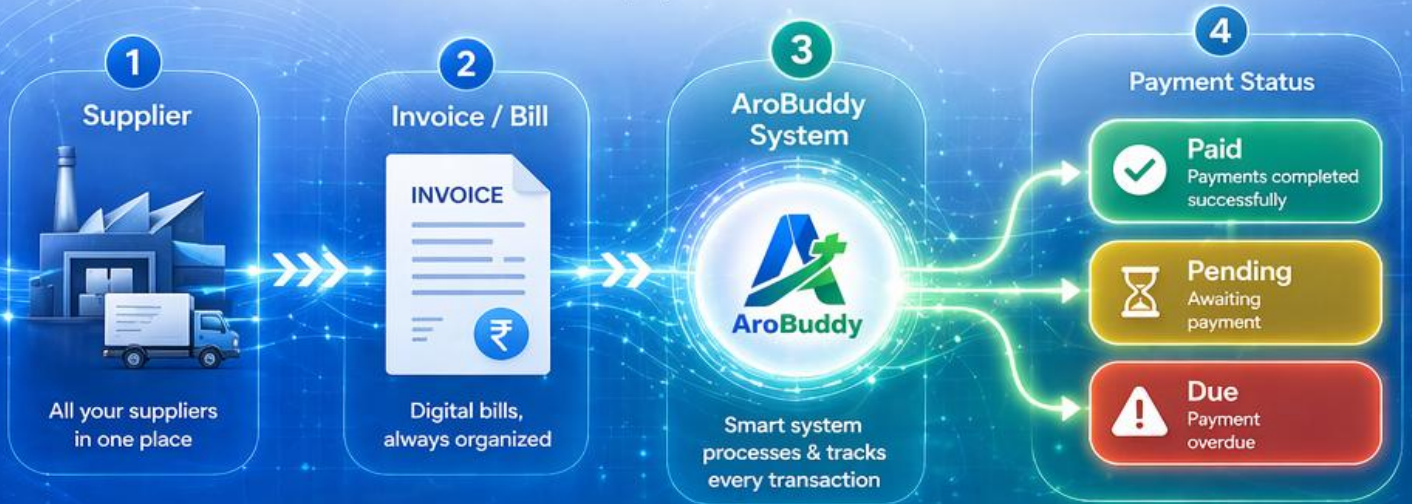 1
Supplier
All your suppliers
in one place
2
Invoice / Bill
INVOICE
₹
Digital bills,
always organized
3
AroBuddy
System
AroBuddy
Smart system
processes & tracks
every transaction
4
Payment Status
Paid
Payments completed
successfully
Pending
Awaiting
payment
Due
Payment
overdue